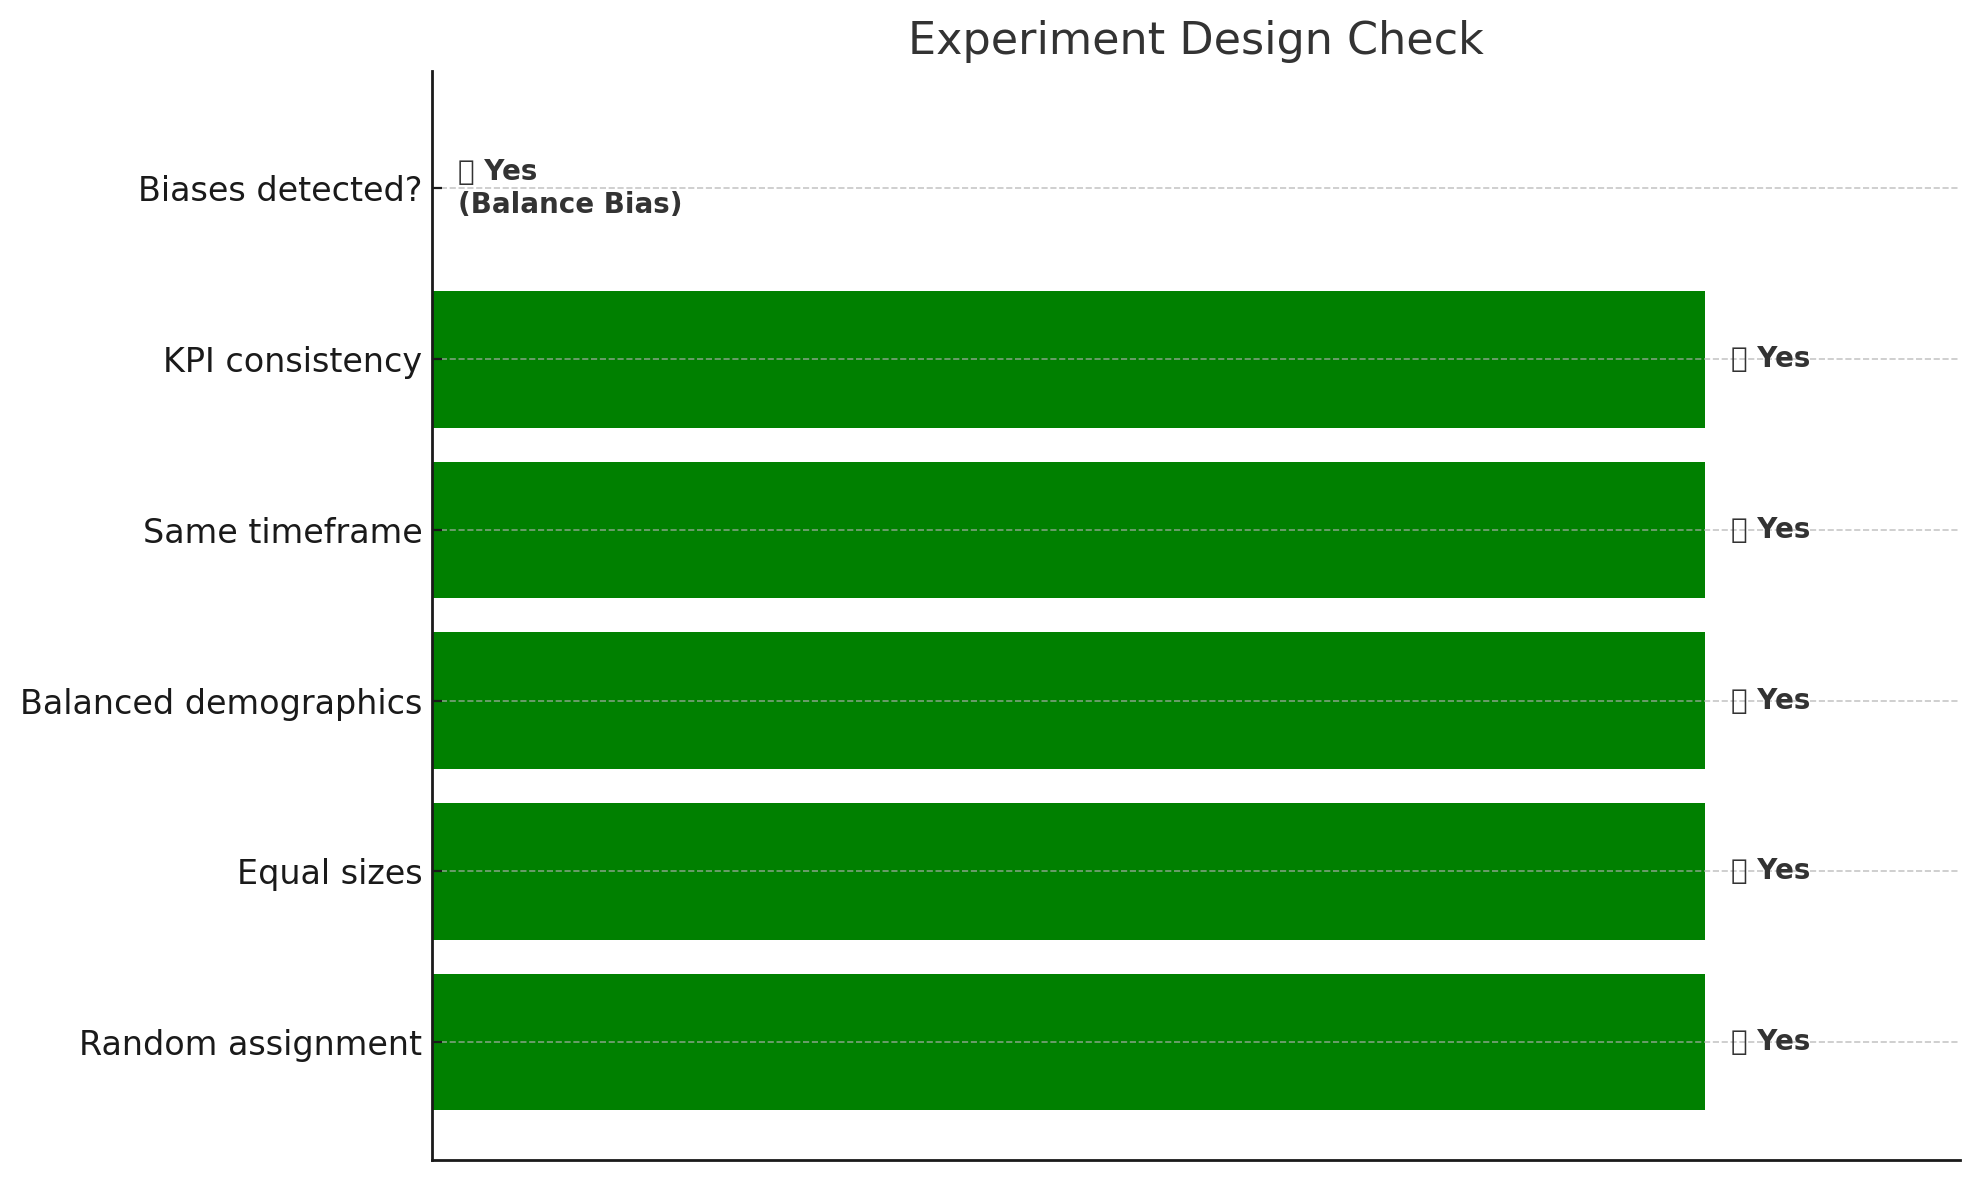 Experiment Design Check
Biases detected?
▯ Yes
(Balance Bias)
KPI consistency
▯ Yes
Same timeframe
▯ Yes
Balanced demographics
▯ Yes
Equal sizes
▯ Yes
Random assignment
▯ Yes